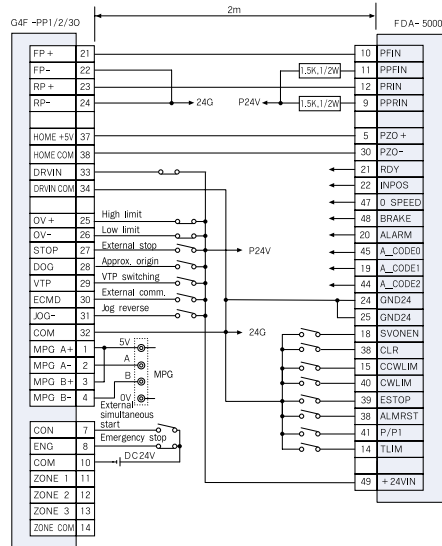 2m
G4F -PP1/2/3O
FDA- 5000
FP + 21
FP- 22
RP + 23
RP- 24
24G
P24V
1.5K,1/2W
1.5K,1/2W
10 PFIN
11 PPFIN
12 PRIN
9 PPRIN
HOME +5V 37
HOME COM 38
DRVIN 33
DRVIN COM 34
5 PZO +
30 PZO-
21 RDY
22 INPOS
47 0 SPEED
48 BRAKE
20 ALARM
45 A_CODE0
19 A_CODE1
44 A_CODE2
24 GND24
25 GND24
OV + 25 High limit
OV- 26 Low limit
STOP 27 External stop
DOG 28 Approx. origin
VTP 29 VTP switching
ECMD 30 External comm.
JOG- 31 Jog reverse
COM 32
P24V
24G
MPG A+ 1
MPG A- 2
MPG B+ 3
MPG B- 4
5V
A
B
0V
MPG
18 SVONEN
38 CLR
15 CCWLIM
40 CWLIM
39 ESTOP
38 ALMRST
41 P/P1
14 TLIM
49 +24VIN
External
simultaneous
start
Emergency stop
DC24V
CON 7
ENG 8
COM 10
ZONE 1 11
ZONE 2 12
ZONE 3 13
ZONE COM 14